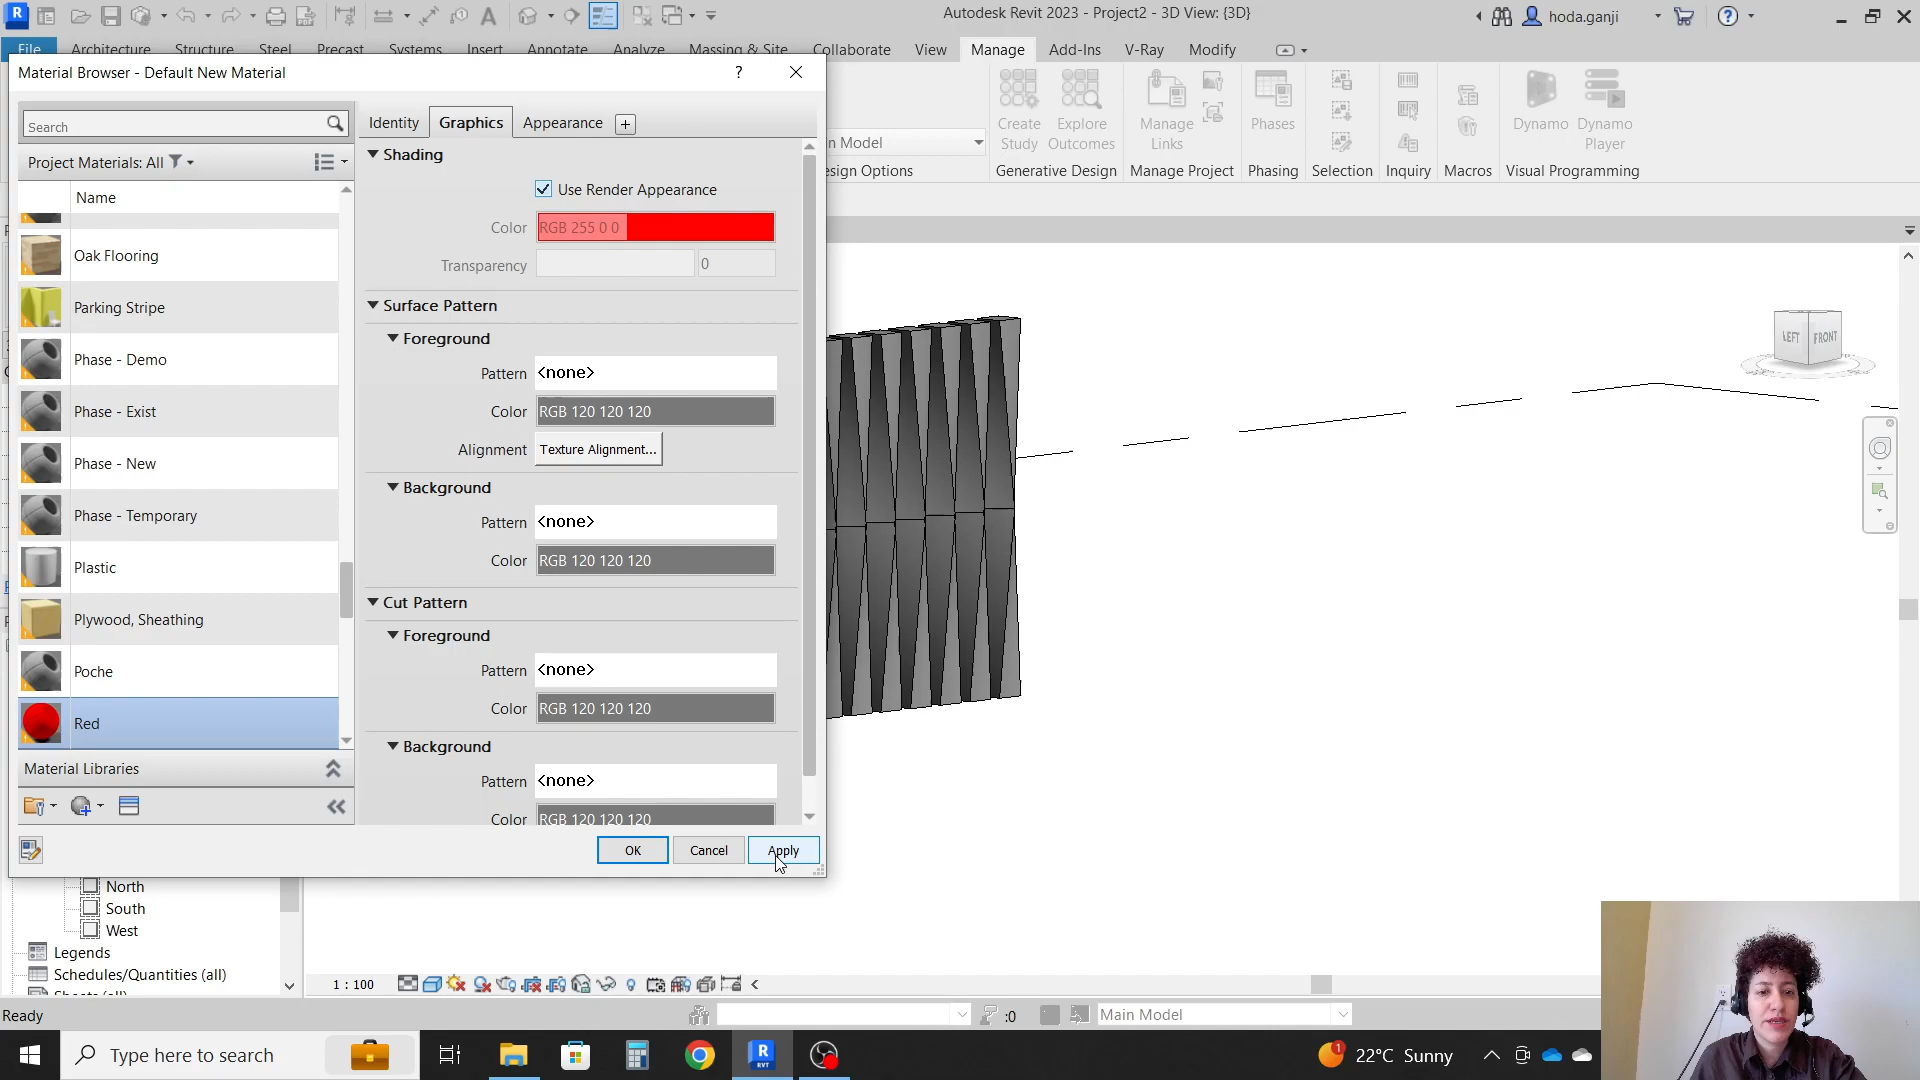 Autodesk Revit 2023 - Project2 - 3D View: {3D}
hoda.ganji
File Architecture Structure Steel Precast Systems Insert Annotate Analyze Massing & Site Collaborate View Manage Add-Ins V-Ray Modify
Material Browser - Default New Material
? 
Search
Identity Graphics Appearance
Project Materials: All
Name
Oak Flooring
Parking Stripe
Phase - Demo
Phase - Exist
Phase - New
Phase - Temporary
Plastic
Plywood, Sheathing
Poche
Red
Material Libraries
Shading
Use Render Appearance
Color RGB 255 0 0
Transparency 0
Surface Pattern
Foreground
Pattern <none>
Color RGB 120 120 120
Alignment Texture Alignment...
Background
Pattern <none>
Color RGB 120 120 120
Cut Pattern
Foreground
Pattern <none>
Color RGB 120 120 120
Background
Pattern <none>
Color RGB 120 120 120
OK Cancel Apply
n Model
esign Options
Create Study
Explore Outcomes
Generative Design
Manage Links
Manage Project
Phases
Phasing
Selection
Inquiry
Macros
Dynamo
Dynamo Player
Visual Programming
LEFT FRONT
North
South
West
Legends
Schedules/Quantities (all)
1 : 100
Ready
:0
Main Model
Type here to search
R
RVT
1
22°C Sunny